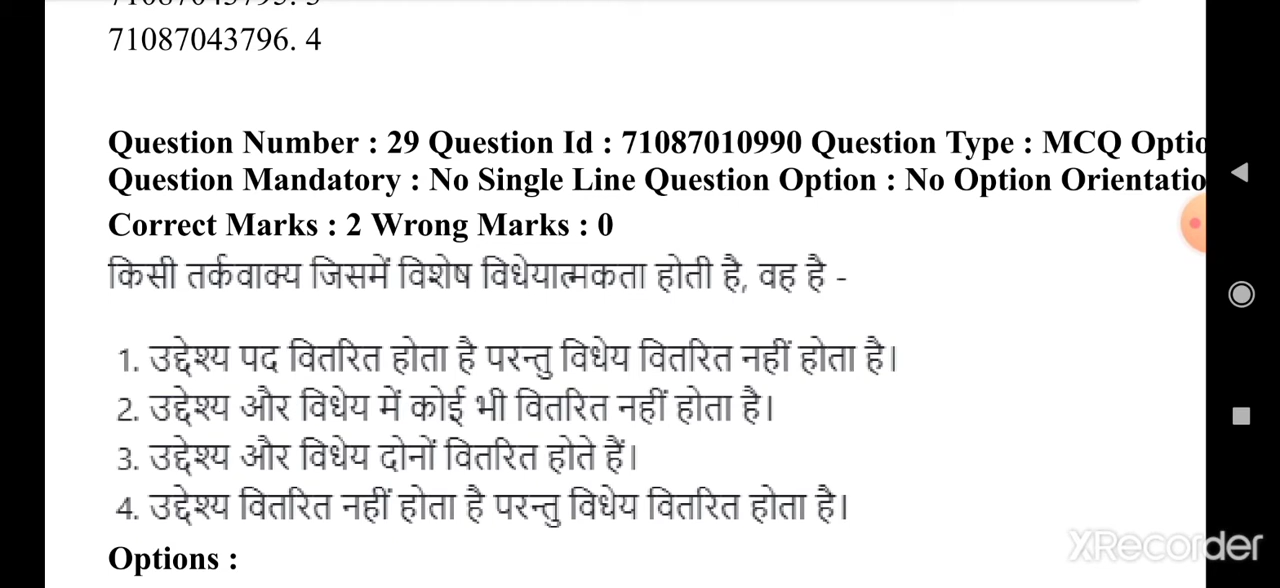 71087043795. 3
71087043796. 4
Question Number : 29 Question Id : 71087010990 Question Type : MCQ Optio
Question Mandatory : No Single Line Question Option : No Option Orientatio
Correct Marks : 2 Wrong Marks : 0
किसी तर्कवाक्य जिसमें विशेष विधेयात्मकता होती है, वह है -
1. उद्देश्य पद वितरित होता है परन्तु विधेय वितरित नहीं होता है।
2. उद्देश्य और विधेय में कोई भी वितरित नहीं होता है।
3. उद्देश्य और विधेय दोनों वितरित होते हैं।
4. उद्देश्य वितरित नहीं होता है परन्तु विधेय वितरित होता है।
Options :
XRecorder